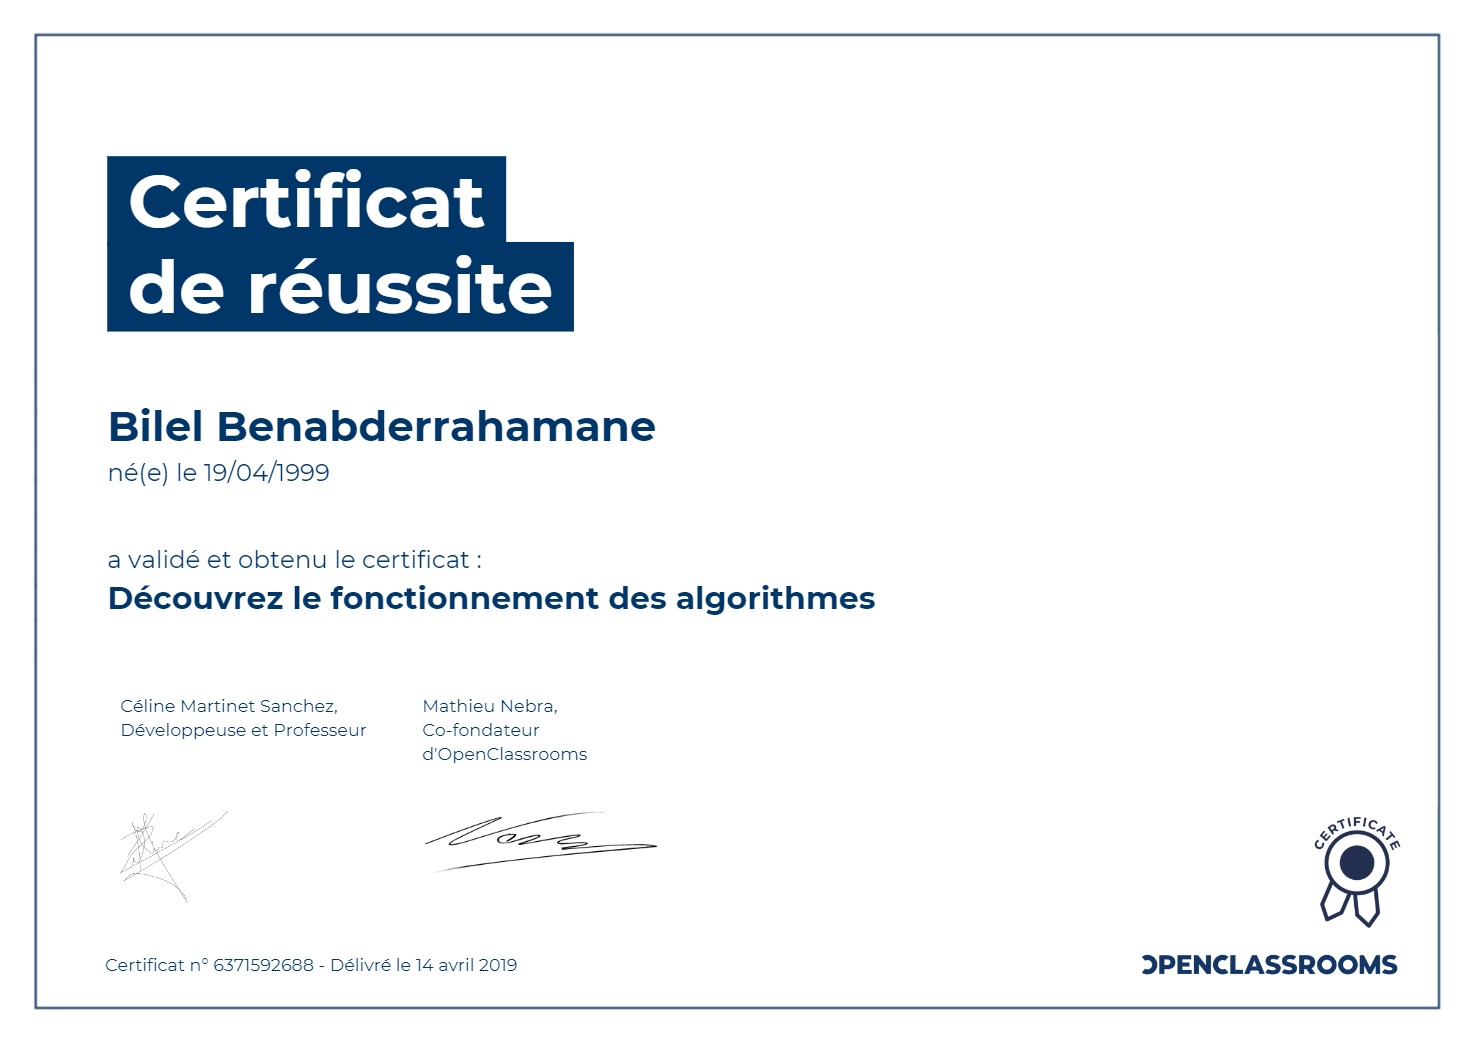 Certificat
de réussite
Bilel Benabderrahamane
né(e) le 19/04/1999
a validé et obtenu le certificat :
Découvrez le fonctionnement des algorithmes
Céline Martinet Sanchez,
Développeuse et Professeur
Mathieu Nebra,
Co-fondateur
d'OpenClassrooms
CERTIFICATE
Certificat n° 6371592688 - Délivré le 14 avril 2019
OPENCLASSROOMS